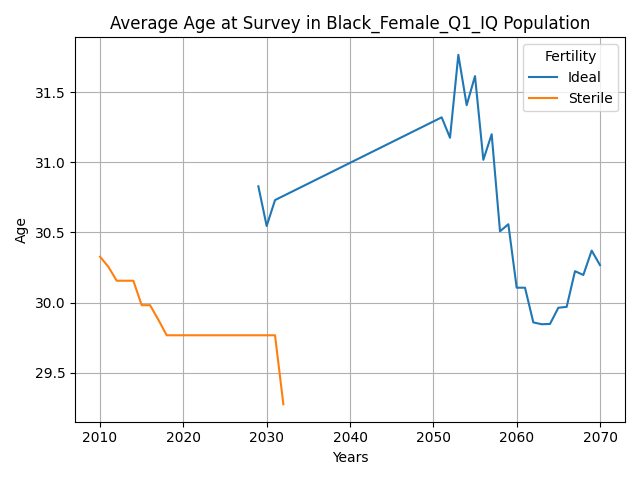 Average Age at Survey in Black_Female_Q1_IQ Population
Fertility
Ideal
Sterile
31.5
31.0
30.5
30.0
29.5
Age
2010 2020 2030 2040 2050 2060 2070
Years